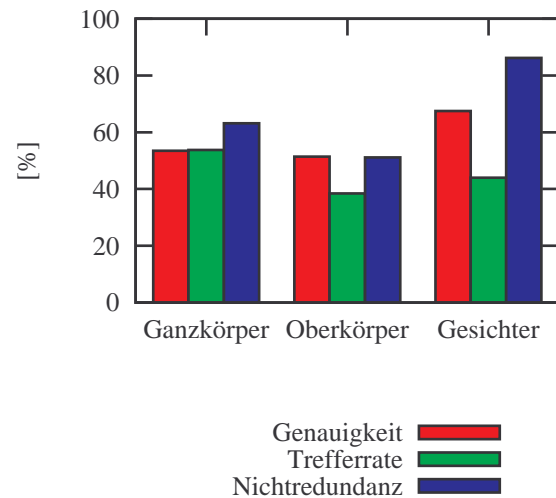 100
80
60
40
20
0
[%]
Ganzkörper Oberkörper Gesichter
Genauigkeit
Trefferrate
Nichtredundanz